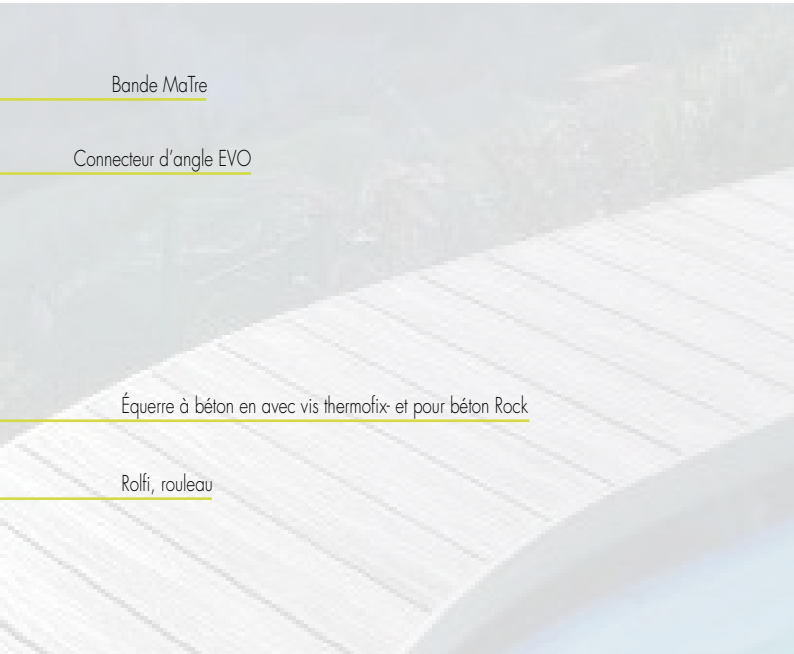 Bande MaTre
Connecteur d'angle EVO
Équerre à béton en avec vis thermofix- et pour béton Rock
Rolfi, rouleau